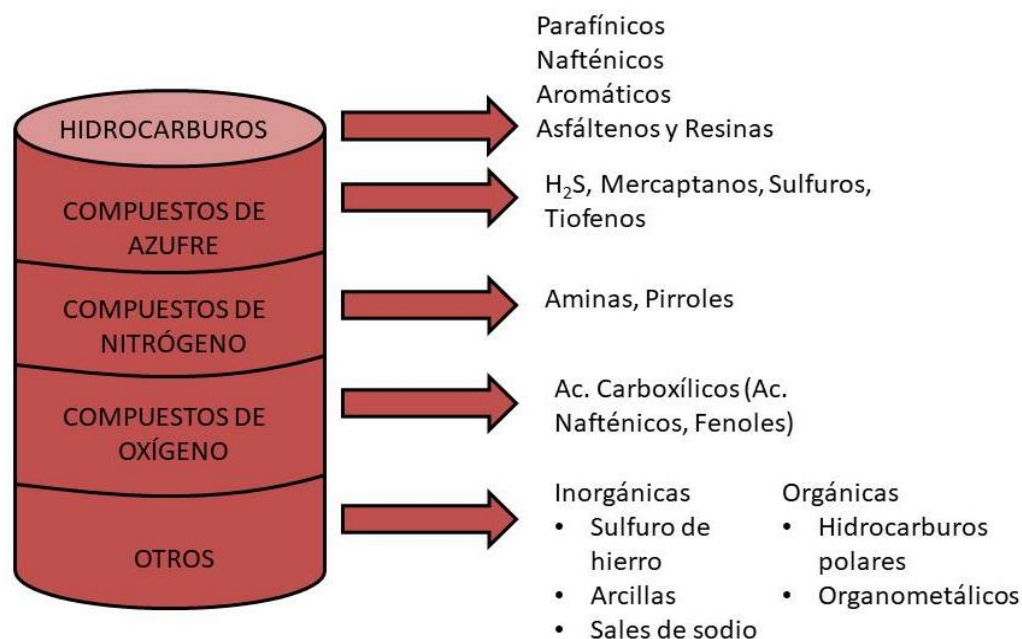 HIDROCARBUROS
Parafínicos
Nafténicos
Aromáticos
Asfáltenos y Resinas
COMPUESTOS DE
AZUFRE
H₂S, Mercaptanos, Sulfuros,
Tiofenos
COMPUESTOS DE
NITRÓGENO
Aminas, Pirroles
COMPUESTOS DE
OXÍGENO
Ac. Carboxílicos (Ac.
Nafténicos, Fenoles)
OTROS
Inorgánicas
• Sulfuro de
hierro
• Arcillas
• Sales de sodio
Orgánicas
• Hidrocarburos
polares
• Organometálicos